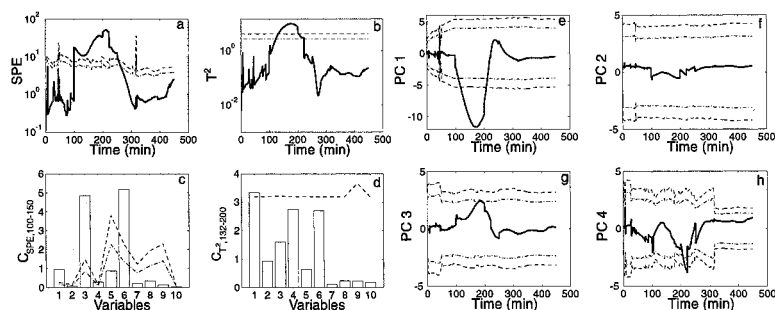 a
SPE
10²
10¹
10⁰
10⁻¹
0 100 200 300 400 500
Time (min)
b
T²
10⁰
10⁻²
0 100 200 300 400 500
Time (min)
e
PC 1
5
0
-5
-10
0 100 200 300 400 500
Time (min)
f
PC 2
5
0
-5
0 100 200 300 400 500
Time (min)
c
C_SPE,100-150
6
5
4
3
2
1
0
1 2 3 4 5 6 7 8 9 10
Variables
d
C_T²,132-200
4
3
2
1
0
1 2 3 4 5 6 7 8 9 10
Variables
g
PC 3
5
0
-5
0 100 200 300 400 500
Time (min)
h
PC 4
5
0
-5
0 100 200 300 400 500
Time (min)